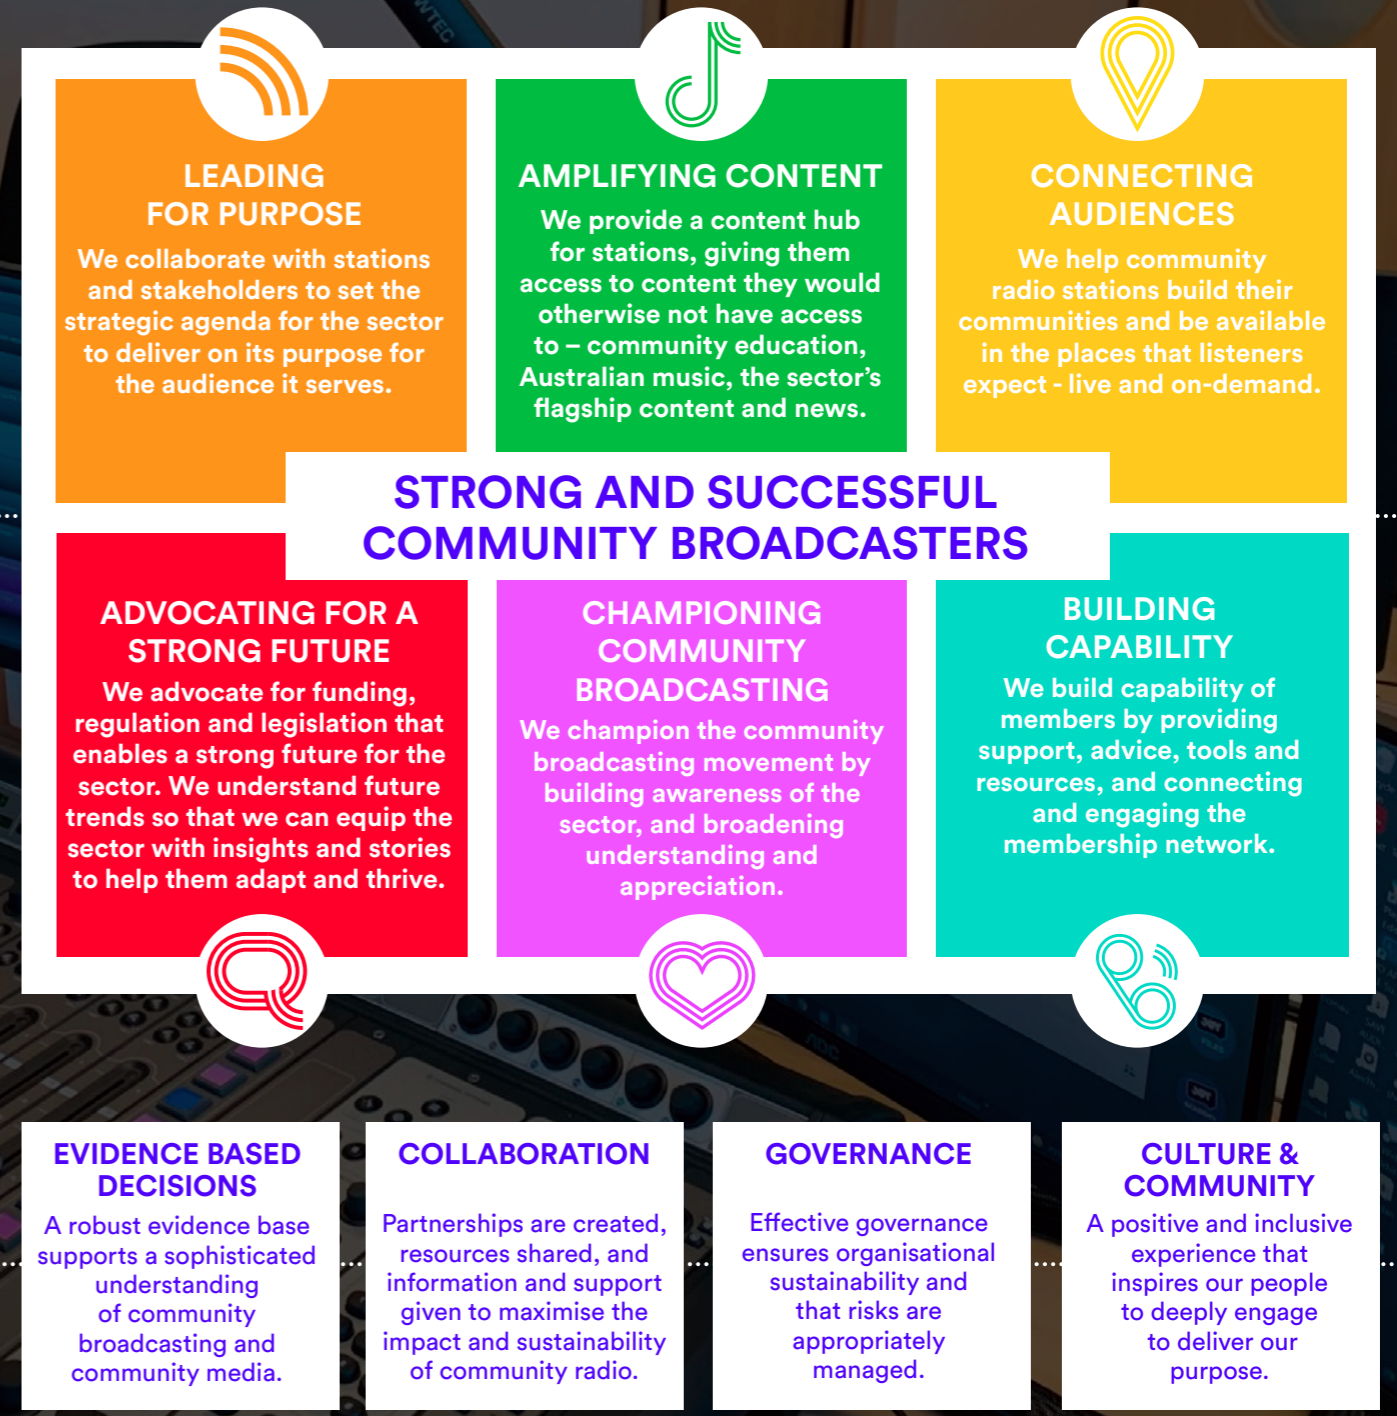 WTEC
LEADING
FOR PURPOSE
We collaborate with stations
and stakeholders to set the
strategic agenda for the sector
to deliver on its purpose for
the audience it serves.
AMPLIFYING CONTENT
We provide a content hub
for stations, giving them
access to content they would
otherwise not have access
to – community education,
Australian music, the sector's
flagship content and news.
CONNECTING
AUDIENCES
We help community
radio stations build their
communities and be available
in the places that listeners
expect - live and on-demand.
STRONG AND SUCCESSFUL
COMMUNITY BROADCASTERS
ADVOCATING FOR A
STRONG FUTURE
We advocate for funding,
regulation and legislation that
enables a strong future for the
sector. We understand future
trends so that we can equip the
sector with insights and stories
to help them adapt and thrive.
CHAMPIONING
COMMUNITY
BROADCASTING
We champion the community
broadcasting movement by
building awareness of the
sector, and broadening
understanding and
appreciation.
BUILDING
CAPABILITY
We build capability of
members by providing
support, advice, tools and
resources, and connecting
and engaging the
membership network.
EVIDENCE BASED
DECISIONS
A robust evidence base
supports a sophisticated
understanding
of community
broadcasting and
community media.
COLLABORATION
Partnerships are created,
resources shared, and
information and support
given to maximise the
impact and sustainability
of community radio.
GOVERNANCE
Effective governance
ensures organisational
sustainability and
that risks are
appropriately
managed.
CULTURE &
COMMUNITY
A positive and inclusive
experience that
inspires our people
to deeply engage
to deliver our
purpose.